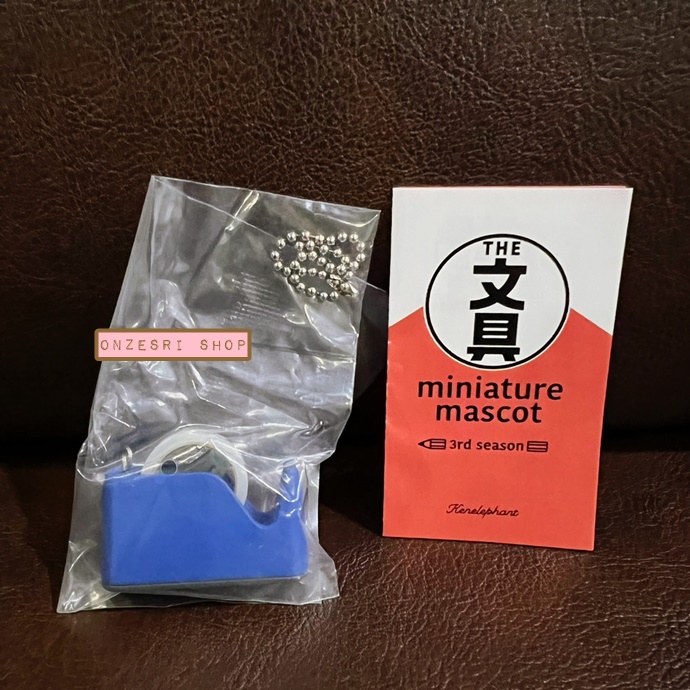 ONZESRI SHOP
THE
文
具
miniature
mascot
3rd season
Kenelephant